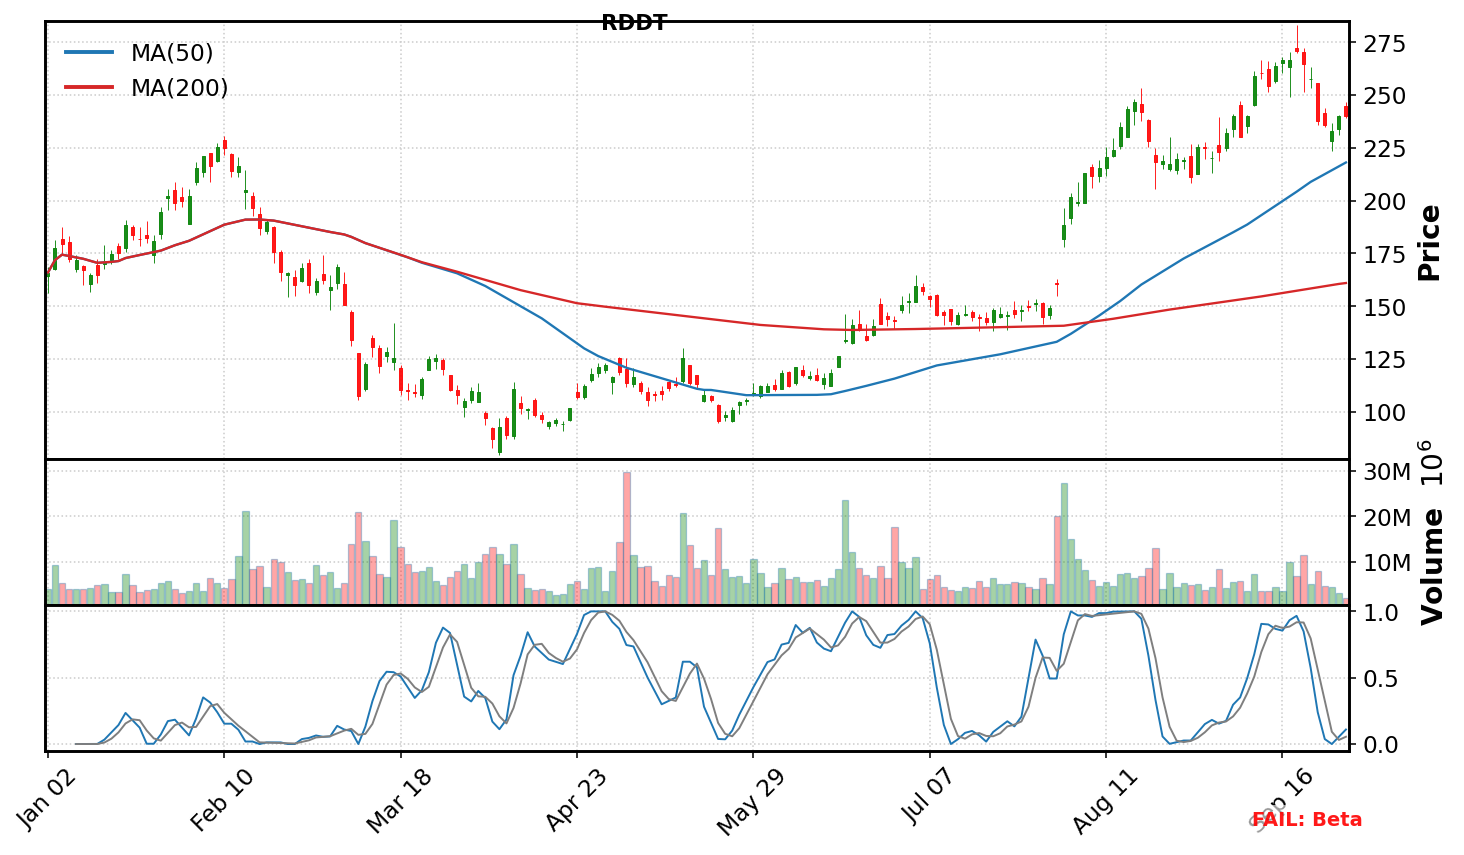 RDDT
MA(50)
MA(200)
275
250
225
200
175
150
125
100
Price
30M
20M
10M
Volume 10⁶
1.0
0.5
0.0
Jan 02
Feb 10
Mar 18
Apr 23
May 29
Jul 07
Aug 11
Sep 16
FAIL: Beta